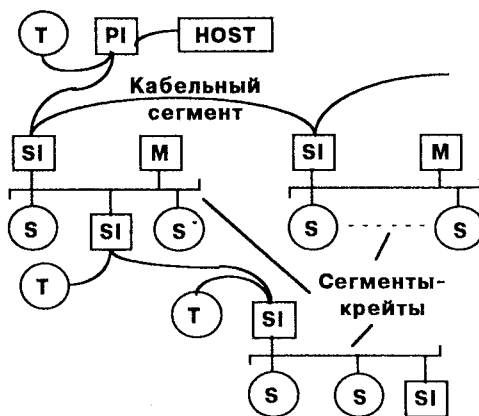 T PI HOST
Кабельный
сегмент
SI M SI M
S SI S S S
T
T SI
Сегменты-
крейты
S S SI